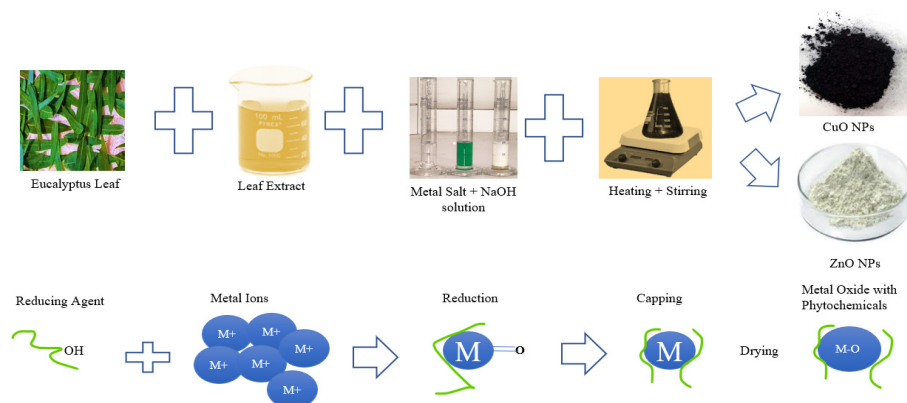 CuO NPs
Eucalyptus Leaf
Leaf Extract
Metal Salt + NaOH
solution
Heating + Stirring
ZnO NPs
Reducing Agent
Metal Ions
Reduction
Capping
Metal Oxide with
Phytochemicals
OH
M+
M+
M+
M+
M+
M+
M+
M
O
M
Drying
M-O